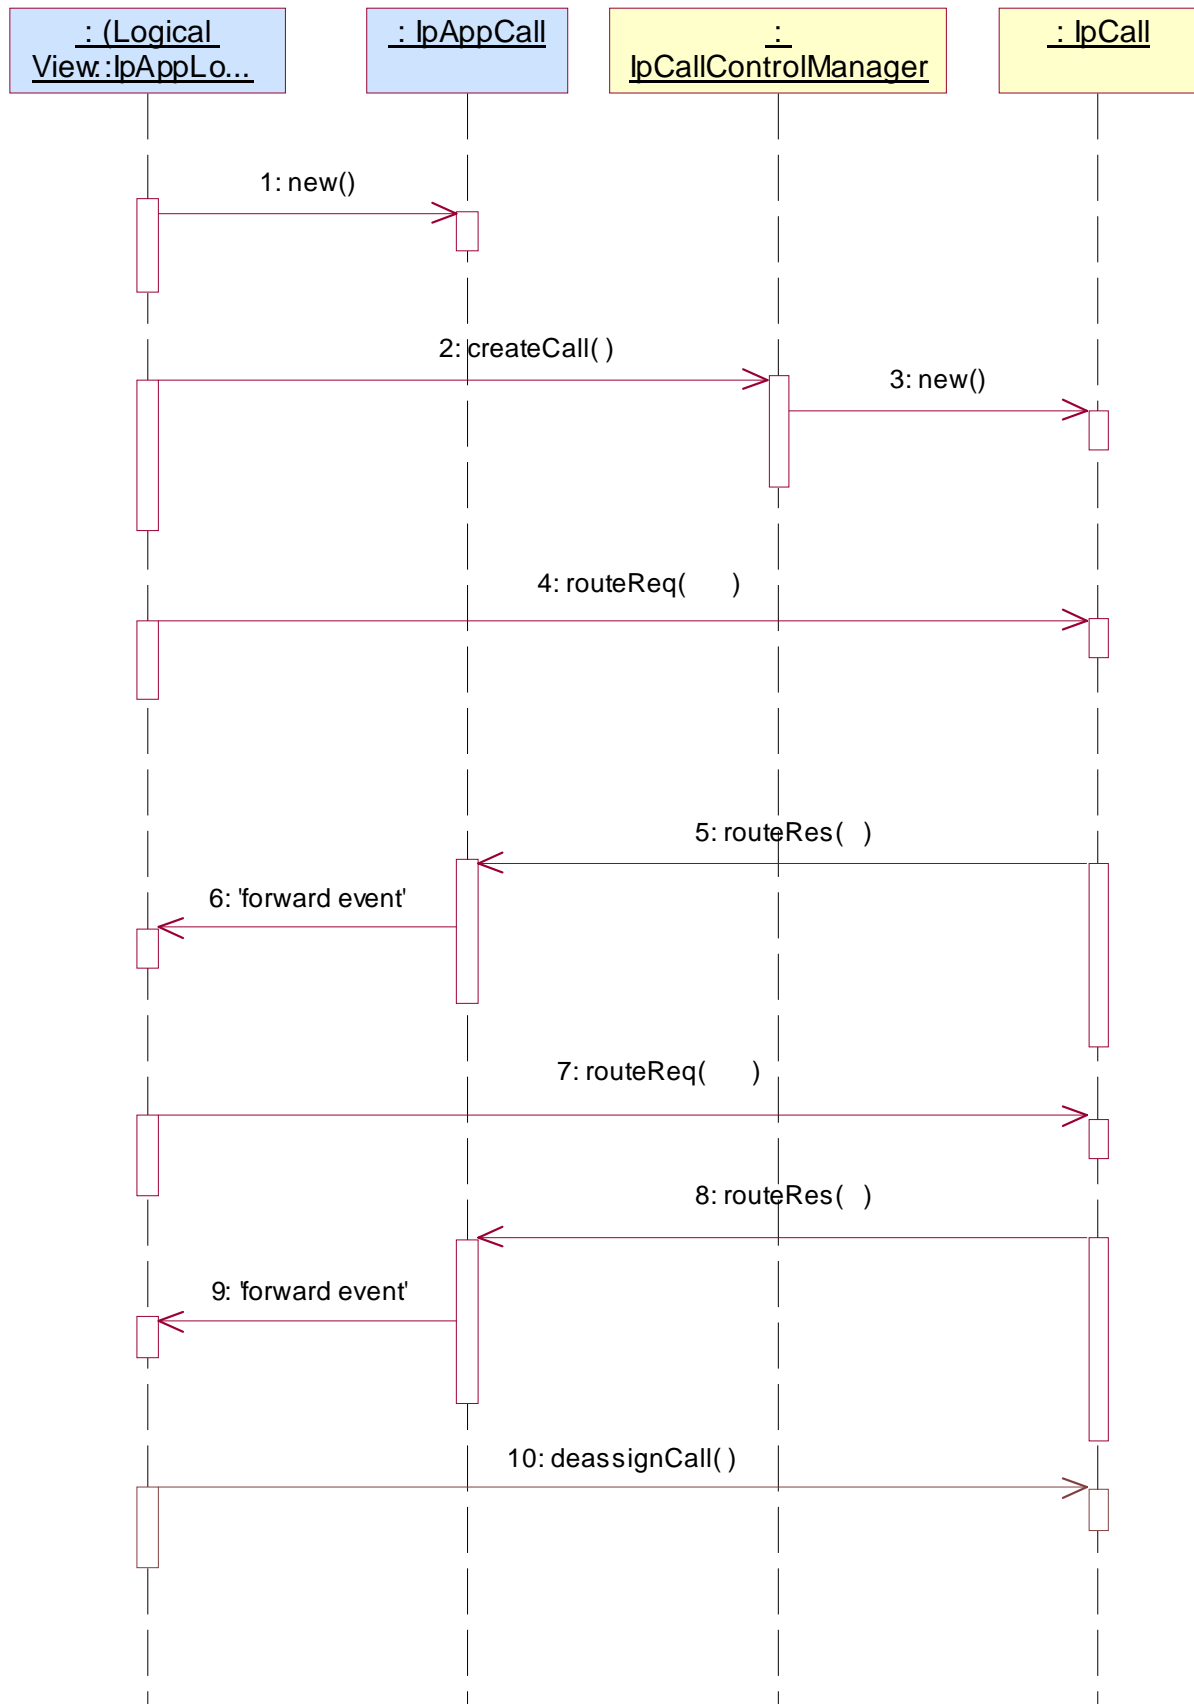 : (Logical
View::IpAppLo...
: IpAppCall
:
IpCallControlManager
: IpCall
1: new()
2: createCall( )
3: new()
4: routeReq( )
5: routeRes( )
6: 'forward event'
7: routeReq( )
8: routeRes( )
9: 'forward event'
10: deassignCall( )